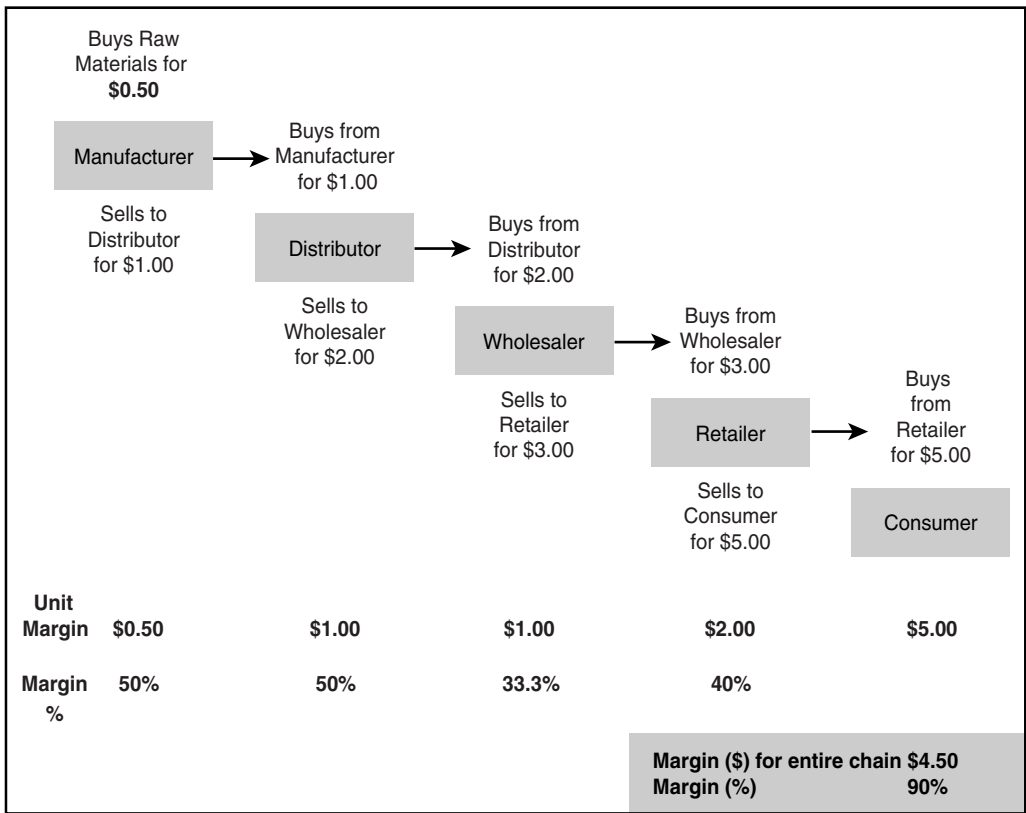 Buys Raw
Materials for
$0.50
Manufacturer
Sells to
Distributor
for $1.00
Buys from
Manufacturer
for $1.00
Distributor
Sells to
Wholesaler
for $2.00
Buys from
Distributor
for $2.00
Wholesaler
Sells to
Retailer
for $3.00
Buys from
Wholesaler
for $3.00
Retailer
Sells to
Consumer
for $5.00
Buys
from
Retailer
for $5.00
Consumer
Unit
Margin $0.50 $1.00 $1.00 $2.00 $5.00
Margin 50% 50% 33.3% 40%
%
Margin ($) for entire chain $4.50
Margin (%) 90%